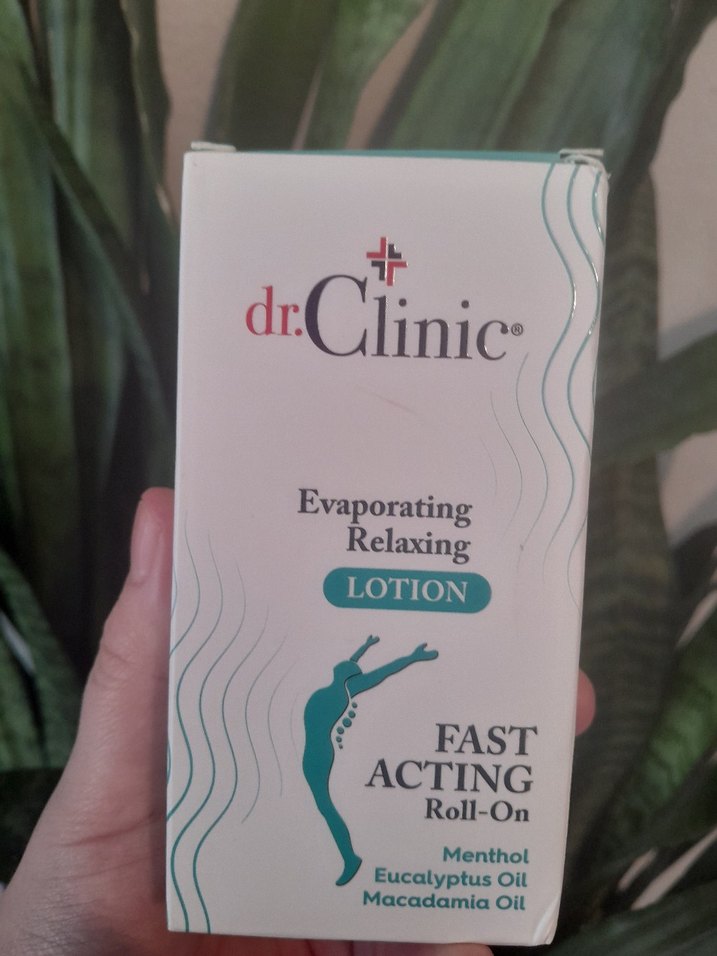 dr.Clinic®
Evaporating
Relaxing
LOTION
FAST
ACTING
Roll-On
Menthol
Eucalyptus Oil
Macadamia Oil